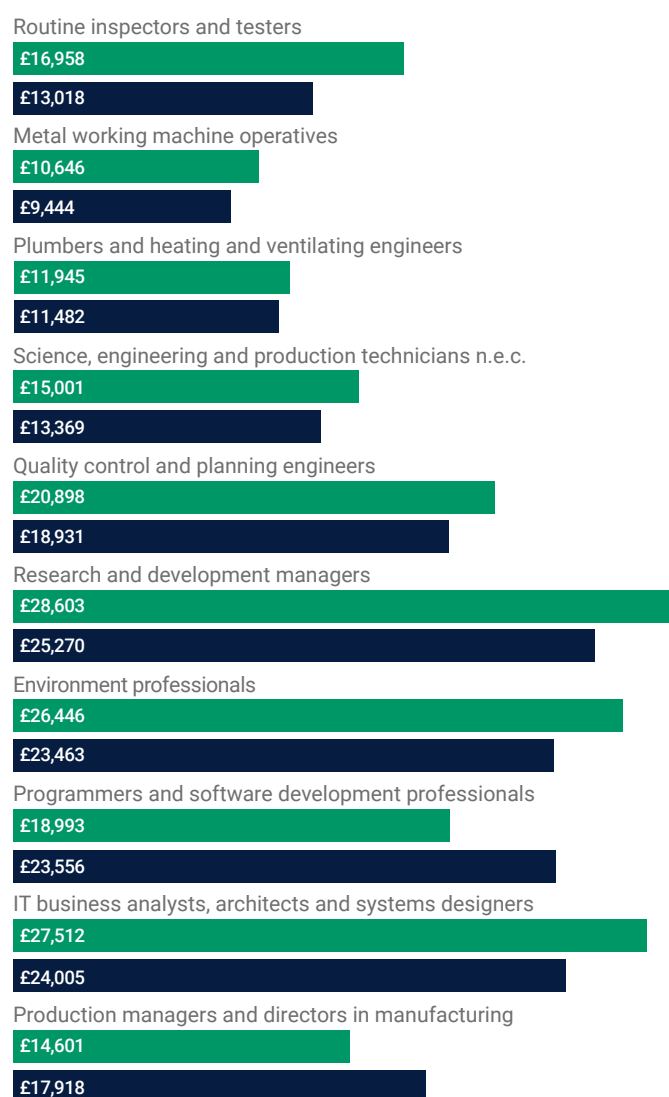 Routine inspectors and testers
£16,958
£13,018
Metal working machine operatives
£10,646
£9,444
Plumbers and heating and ventilating engineers
£11,945
£11,482
Science, engineering and production technicians n.e.c.
£15,001
£13,369
Quality control and planning engineers
£20,898
£18,931
Research and development managers
£28,603
£25,270
Environment professionals
£26,446
£23,463
Programmers and software development professionals
£18,993
£23,556
IT business analysts, architects and systems designers
£27,512
£24,005
Production managers and directors in manufacturing
£14,601
£17,918